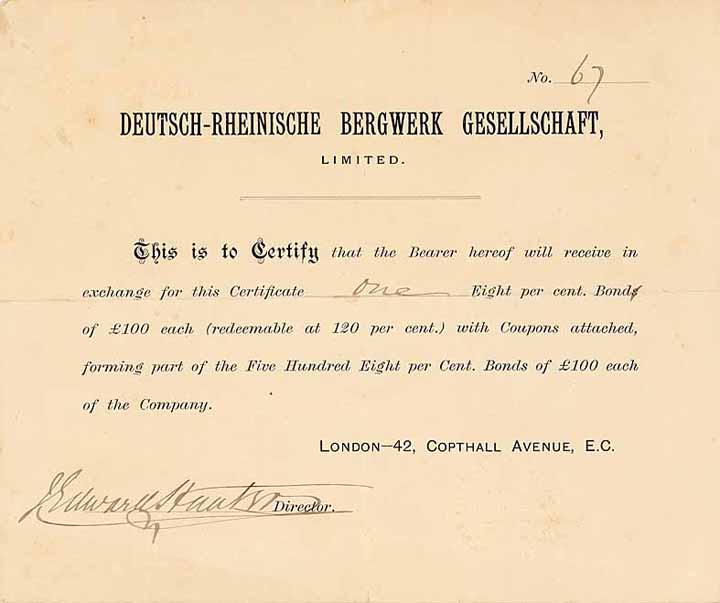 No. 67
DEUTSCH-RHEINISCHE BERGWERK GESELLSCHAFT,
LIMITED.
This is to Certify that the Bearer hereof will receive in
exchange for this Certificate one Eight per cent. Bonds
of £100 each (redeemable at 120 per cent.) with Coupons attached,
forming part of the Five Hundred Eight per Cent. Bonds of £100 each
of the Company.
LONDON—42, COPTHALL AVENUE, E.C.
Edward Director.